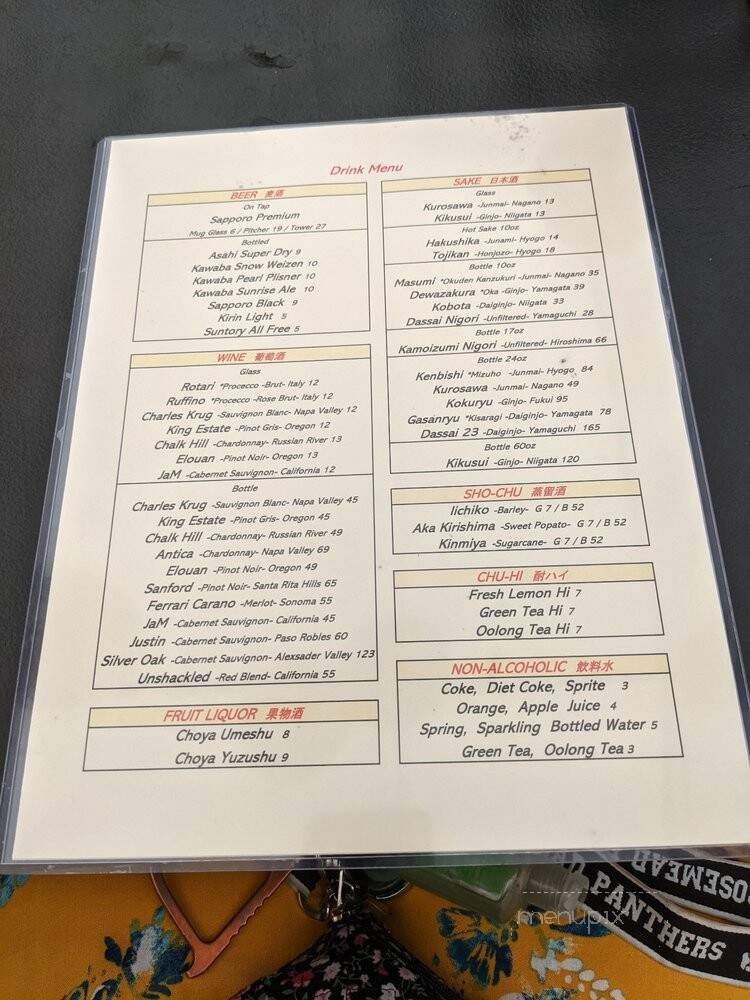 Drink Menu
BEER 麦酒
On Tap
Sapporo Premium
Mug Glass 6 / Pitcher 19 / Tower 27
Bottled
Asahi Super Dry 9
Kawaba Snow Weizen 10
Kawaba Pearl Plisner 10
Kawaba Sunrise Ale 10
Sapporo Black 9
Kirin Light 5
Suntory All Free 5
WINE 葡萄酒
Glass
Rotari *Procecco -Brut- Italy 12
Ruffino *Procecco -Rose Brut- Italy 12
Charles Krug -Sauvignon Blanc- Napa Valley 12
King Estate -Pinot Gris- Oregon 12
Chalk Hill -Chardonnay- Russian River 13
Elouan -Pinot Noir- Oregon 13
JaM -Cabernet Sauvignon- California 12
Bottle
Charles Krug -Sauvignon Blanc- Napa Valley 45
King Estate -Pinot Gris- Oregon 45
Chalk Hill -Chardonnay- Russian River 49
Antica -Chardonnay- Napa Valley 69
Elouan -Pinot Noir- Oregon 49
Sanford -Pinot Noir- Santa Rita Hills 65
Ferrari Carano -Merlot- Sonoma 55
JaM -Cabernet Sauvignon- California 45
Justin -Cabernet Sauvignon- Paso Robles 60
Silver Oak -Cabernet Sauvignon- Alexsader Valley 123
Unshackled -Red Blend- California 55
FRUIT LIQUOR 果物酒
Choya Umeshu 8
Choya Yuzushu 9
SAKE 日本酒
Glass
Kurosawa -Junmai- Nagano 13
Kikusui -Ginjo- Niigata 13
Hot Sake 10oz
Hakushika -Junami- Hyogo 14
Tojikan -Honjozo- Hyogo 18
Bottle 10oz
Masumi *Okuden Kanzukuri -Junmai- Nagano 35
Dewazakura *Oka -Ginjo- Yamagata 39
Kobota -Daiginjo- Niigata 33
Dassai Nigori -Unfiltered- Yamaguchi 28
Bottle 17oz
Kamoizumi Nigori -Unfiltered- Hiroshima 66
Bottle 24oz
Kenbishi *Mizuho -Junmai- Hyogo 84
Kurosawa -Junmai- Nagano 49
Kokuryu -Ginjo- Fukui 95
Gasanryu *Kisaragi -Daiginjo- Yamagata 78
Dassai 23 -Daiginjo- Yamaguchi 165
Bottle 60oz
Kikusui -Ginjo- Niigata 120
SHO-CHU 蒸留酒
Iichiko -Barley- G 7 / B 52
Aka Kirishima -Sweet Popato- G 7 / B 52
Kinmiya -Sugarcane- G 7 / B 52
CHU-HI 酎ハイ
Fresh Lemon Hi 7
Green Tea Hi 7
Oolong Tea Hi 7
NON-ALCOHOLIC 飲料水
Coke, Diet Coke, Sprite 3
Orange, Apple Juice 4
Spring, Sparkling Bottled Water 5
Green Tea, Oolong Tea 3
PANTHERS
menupix